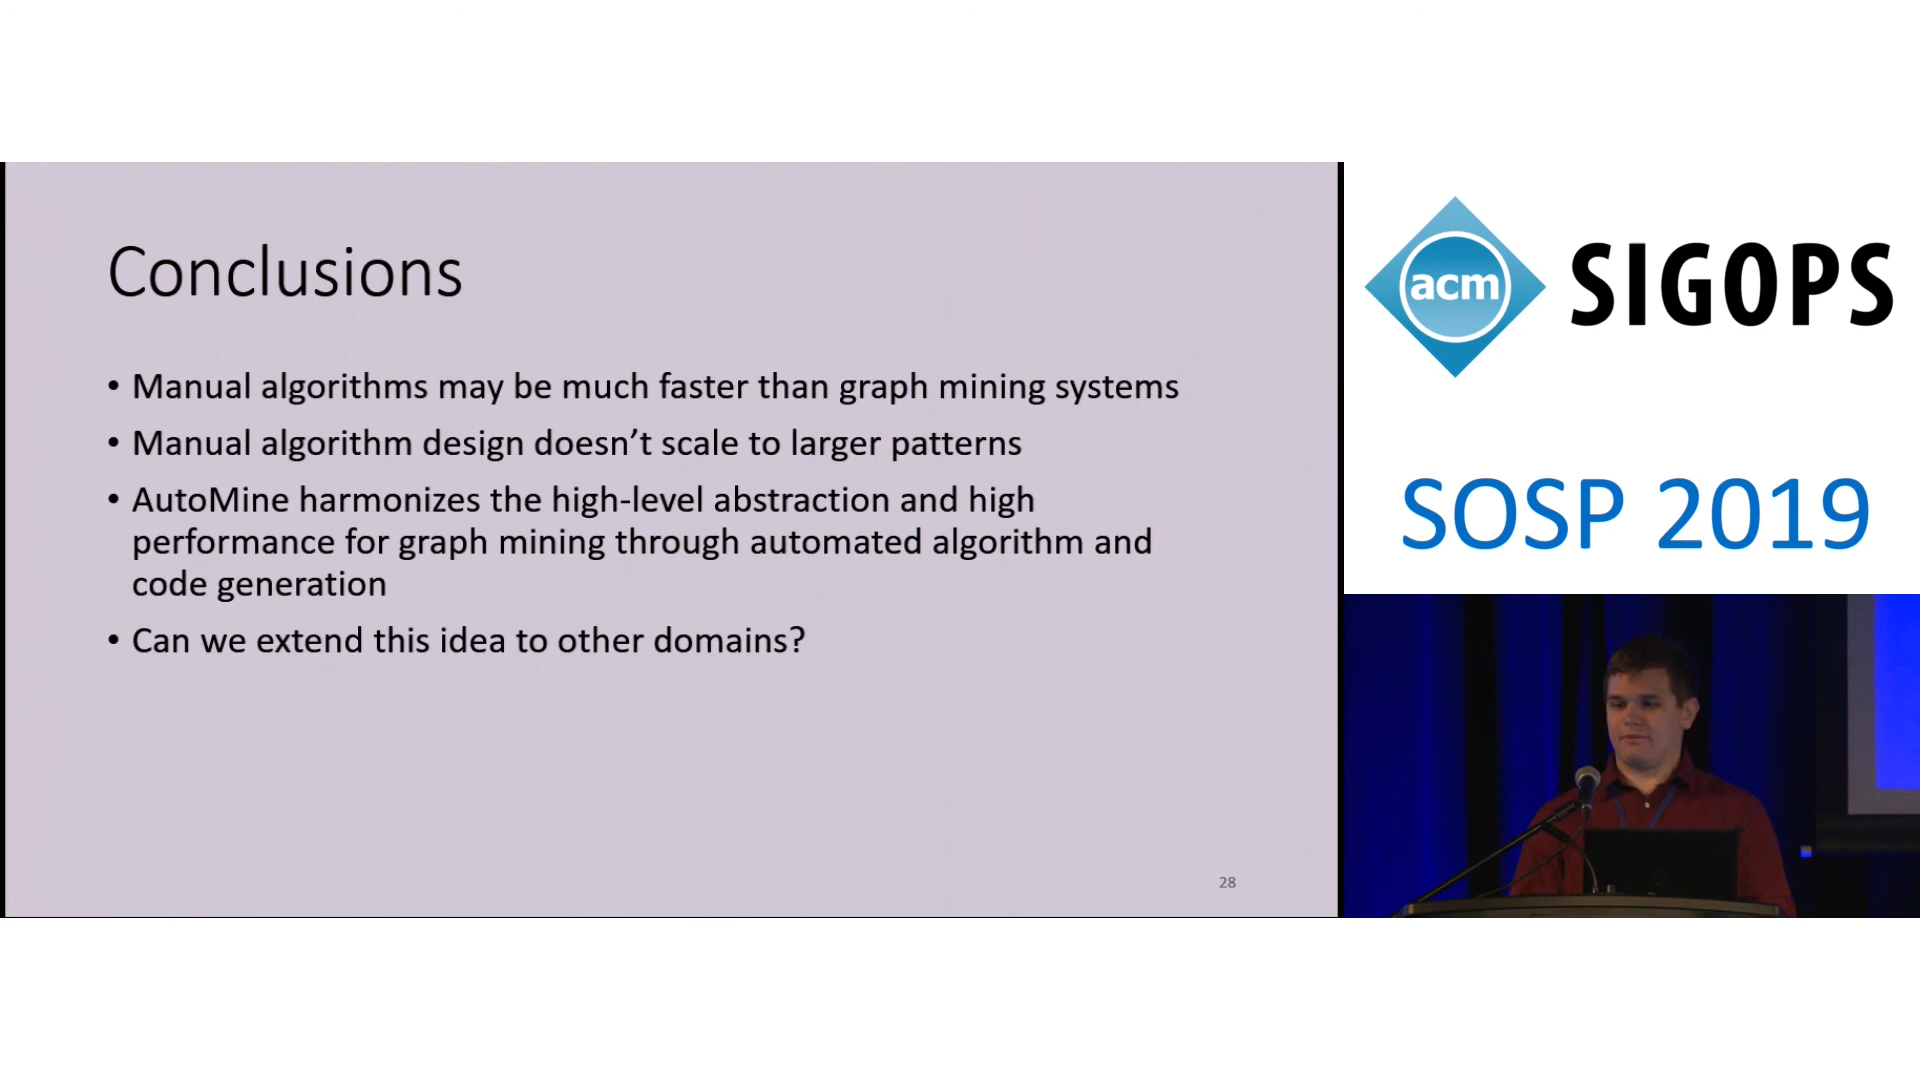 Conclusions
• Manual algorithms may be much faster than graph mining systems
• Manual algorithm design doesn’t scale to larger patterns
• AutoMine harmonizes the high-level abstraction and high
performance for graph mining through automated algorithm and
code generation
• Can we extend this idea to other domains?
28
acm SIGOPS
SOSP 2019